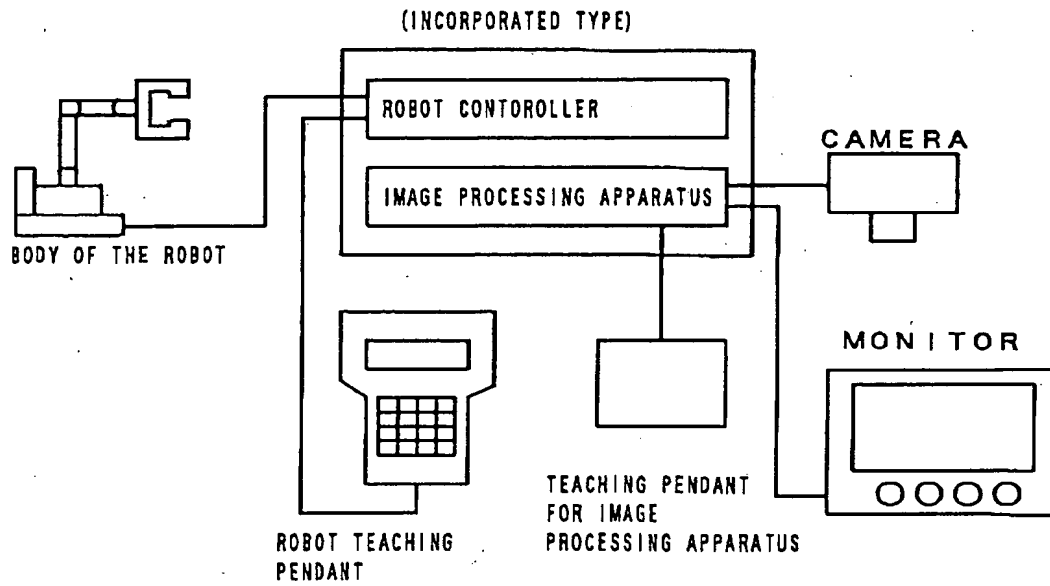 (INCORPORATED TYPE)
ROBOT CONTOROLLER
CAMERA
IMAGE PROCESSING APPARATUS
BODY OF THE ROBOT
MONITOR
TEACHING PENDANT
FOR IMAGE
PROCESSING APPARATUS
ROBOT TEACHING
PENDANT